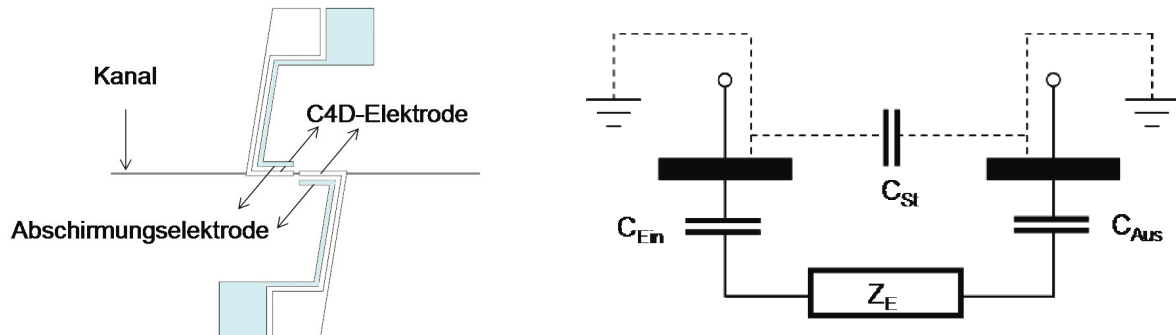 Kanal
C4D-Elektrode
Abschirmungselektrode
C_St
C_Ein
C_Aus
Z_E